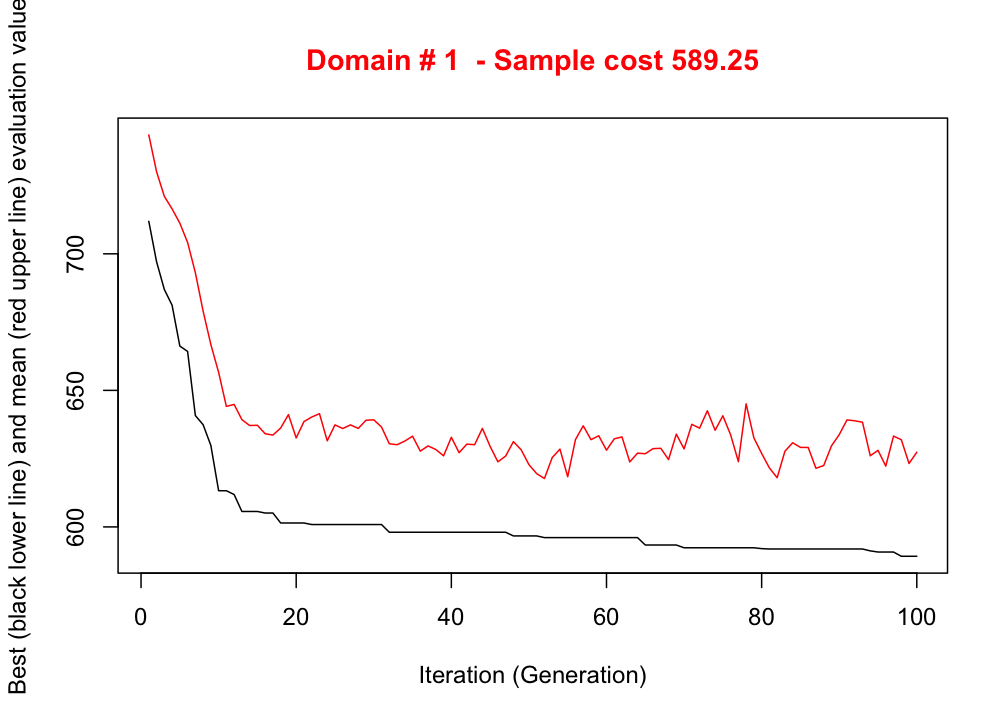 Domain # 1  - Sample cost 589.25
Best (black lower line) and mean (red upper line) evaluation value
700
650
600
0 20 40 60 80 100
Iteration (Generation)